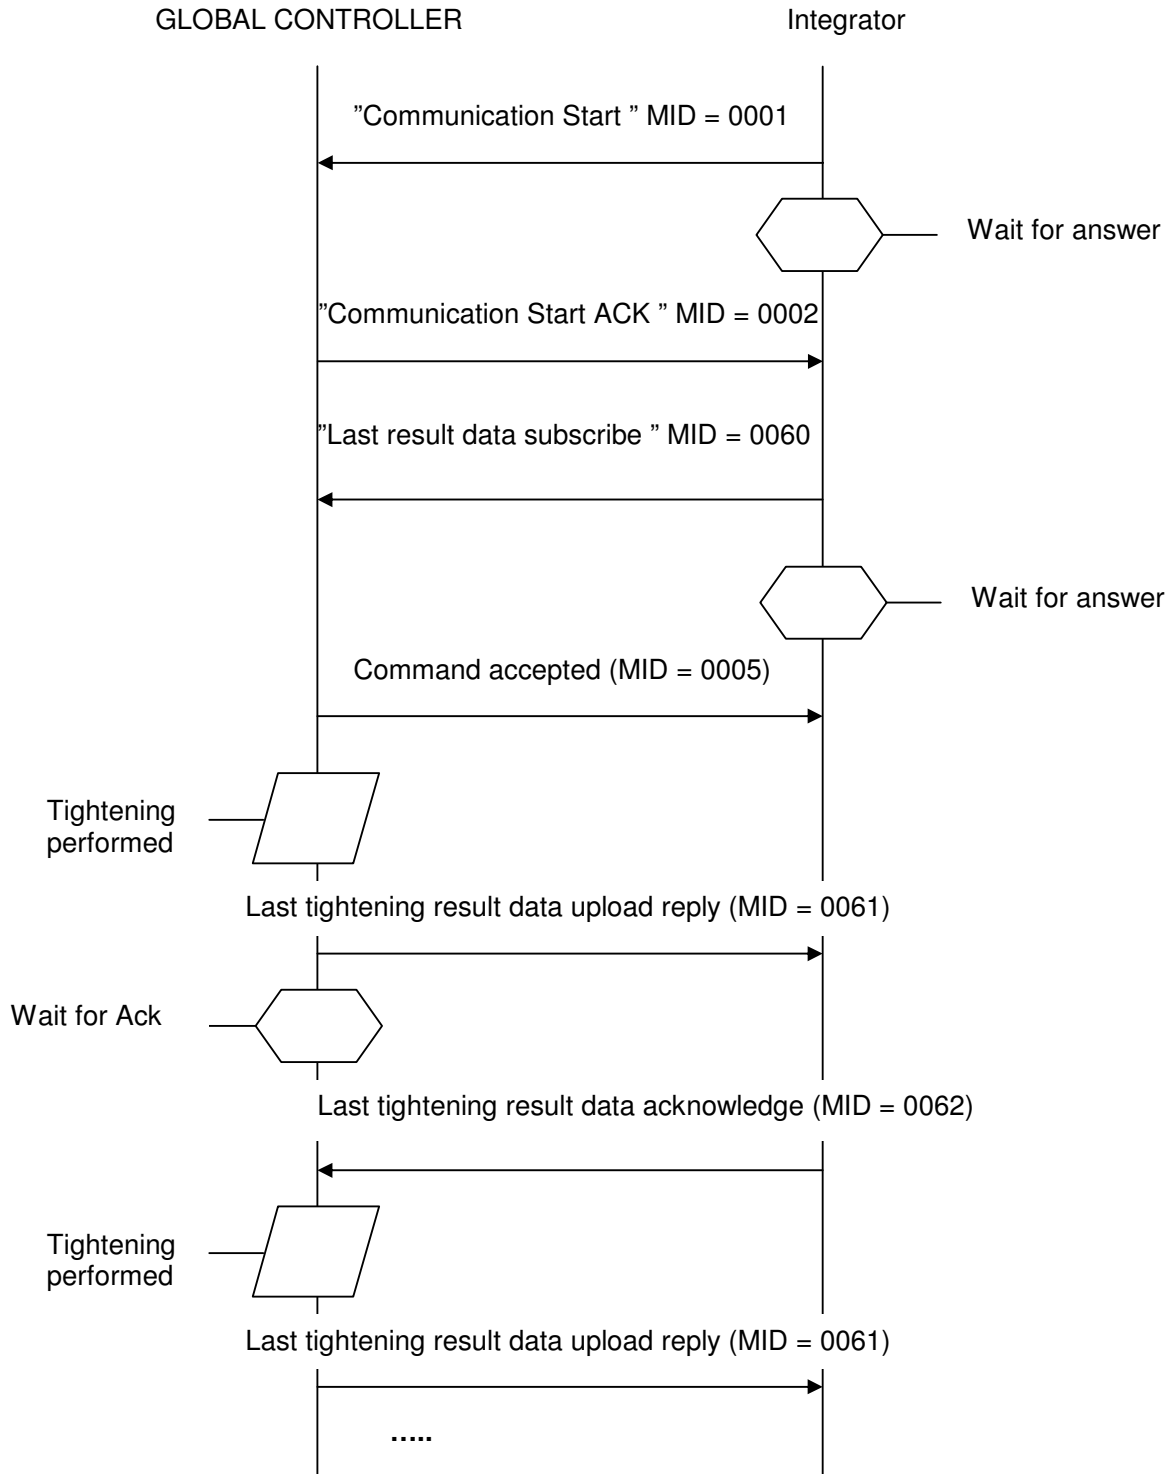 GLOBAL CONTROLLER
Integrator
”Communication Start ” MID = 0001
Wait for answer
”Communication Start ACK ” MID = 0002
”Last result data subscribe ” MID = 0060
Wait for answer
Command accepted (MID = 0005)
Tightening
performed
Last tightening result data upload reply (MID = 0061)
Wait for Ack
Last tightening result data acknowledge (MID = 0062)
Tightening
performed
Last tightening result data upload reply (MID = 0061)
.....